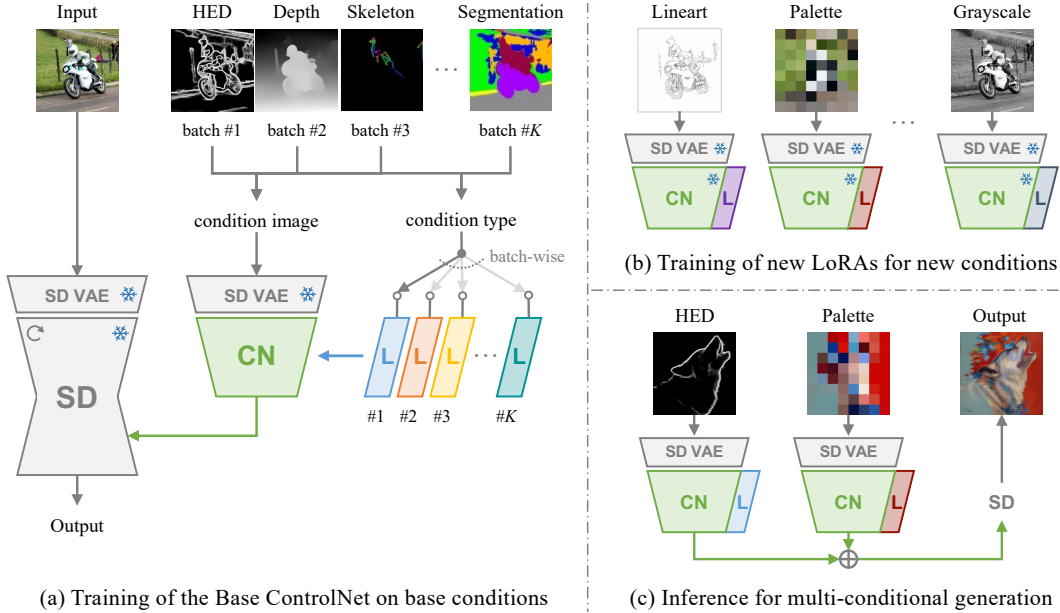 Input
HED
Depth
Skeleton
Segmentation
...
batch #1
batch #2
batch #3
batch #K
condition image
condition type
batch-wise
SD VAE
SD VAE
SD
CN
L
L
L
...
L
#1
#2
#3
#K
Output
(a) Training of the Base ControlNet on base conditions
Lineart
Palette
Grayscale
...
SD VAE
SD VAE
SD VAE
CN
L
CN
L
CN
L
(b) Training of new LoRAs for new conditions
HED
Palette
Output
SD VAE
SD VAE
CN
L
CN
L
SD
(c) Inference for multi-conditional generation